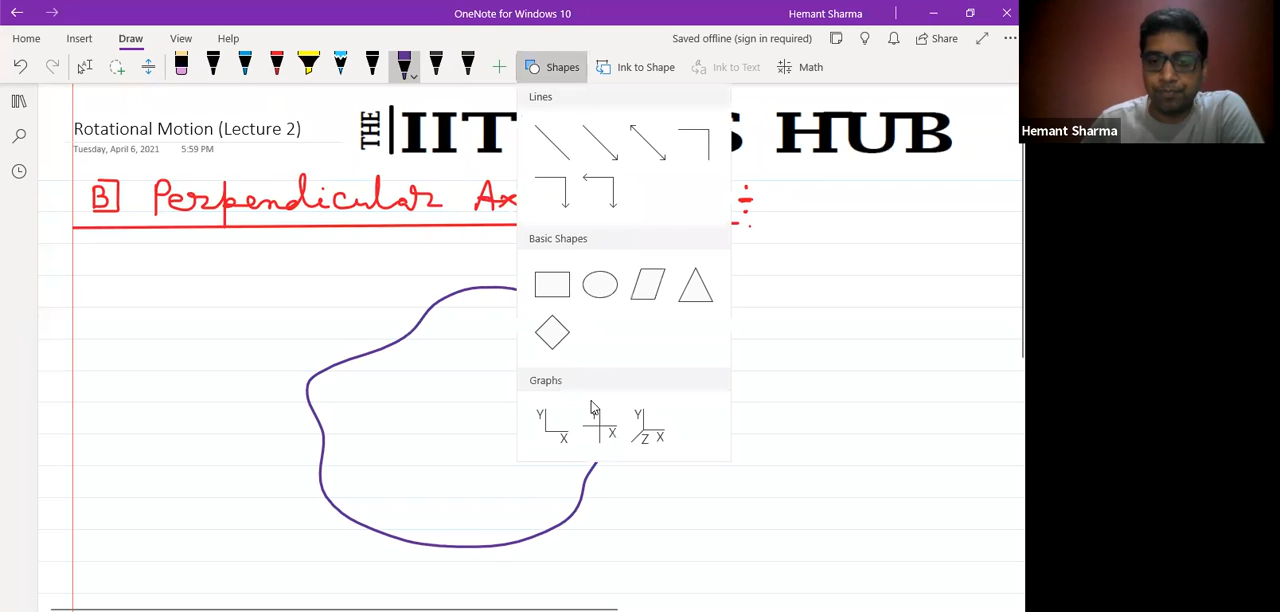 OneNote for Windows 10
Hemant Sharma
Home Insert Draw View Help
Saved offline (sign in required)
Share
Shapes
Ink to Shape
Ink to Text
Math
Hemant Sharma
Rotational Motion (Lecture 2)
Tuesday, April 6, 2021 5:59 PM
THE IIT HUB
B Perpendicular
Lines
Basic Shapes
Graphs
Y X
Y X
Y Z X